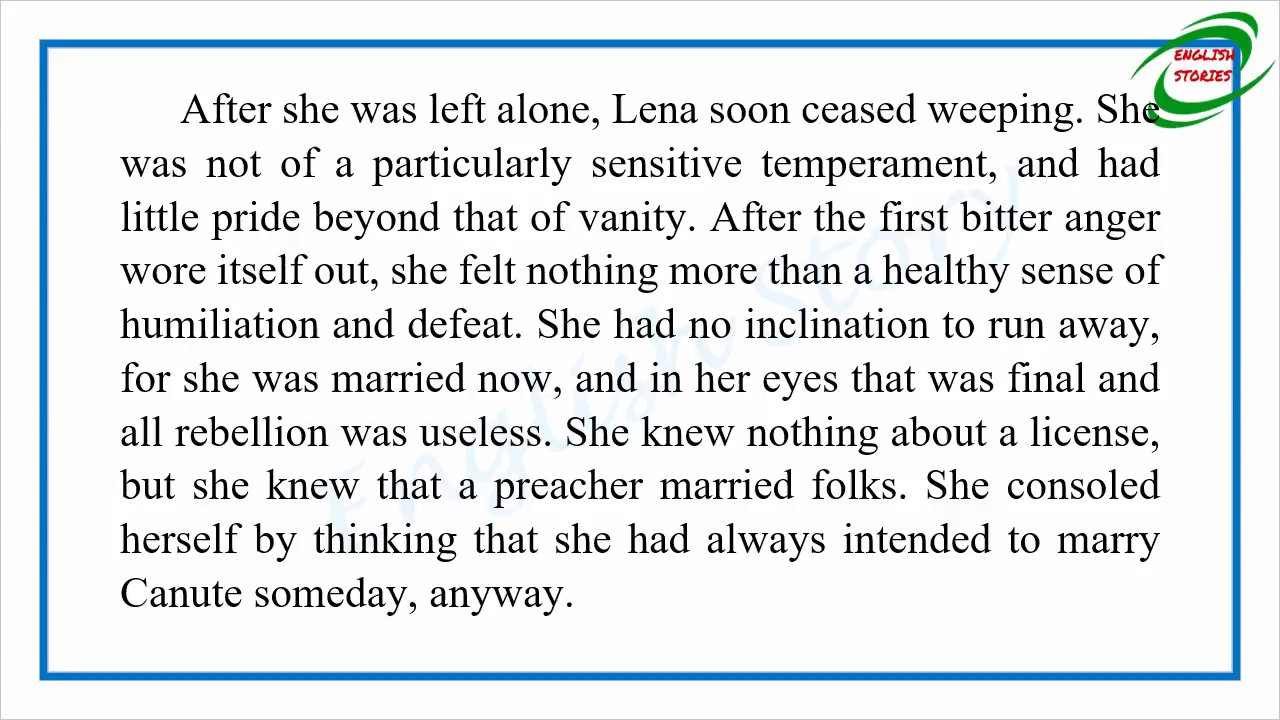 ENGLISH
STORIES
After she was left alone, Lena soon ceased weeping. She
was not of a particularly sensitive temperament, and had
little pride beyond that of vanity. After the first bitter anger
wore itself out, she felt nothing more than a healthy sense of
humiliation and defeat. She had no inclination to run away,
for she was married now, and in her eyes that was final and
all rebellion was useless. She knew nothing about a license,
but she knew that a preacher married folks. She consoled
herself by thinking that she had always intended to marry
Canute someday, anyway.
English Story